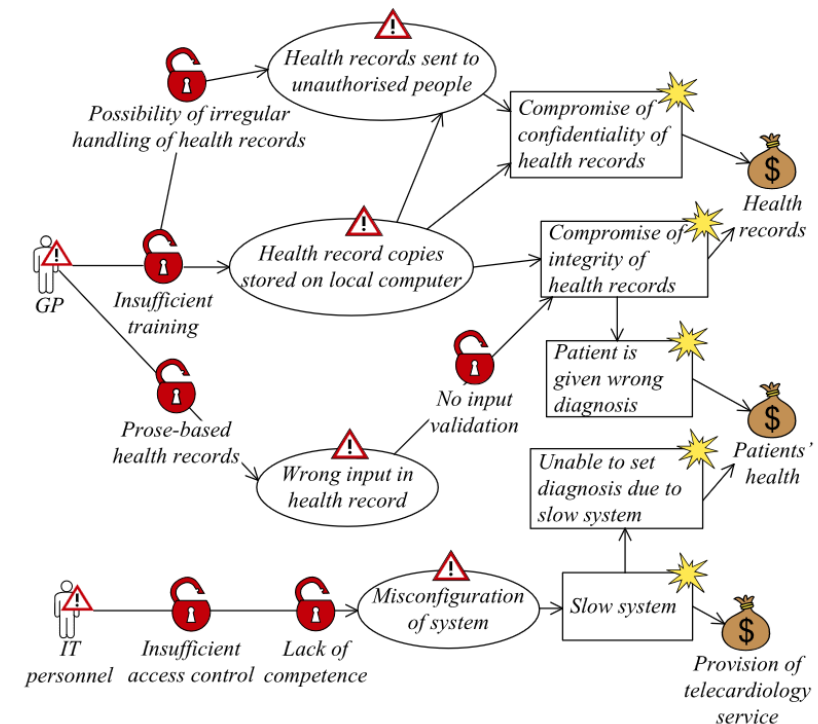 Health records sent to
unauthorised people
Possibility of irregular
handling of health records
Compromise of
confidentiality of
health records
$
Health
records
GP
Insufficient
training
Health record copies
stored on local computer
Compromise of
integrity of
health records
Patient is
given wrong
diagnosis
No input
validation
Prose-based
health records
Wrong input in
health record
$
Patients'
health
Unable to set
diagnosis due to
slow system
IT
personnel
Insufficient
access control
Lack of
competence
Misconfiguration
of system
Slow system
$
Provision of
telecardiology
service